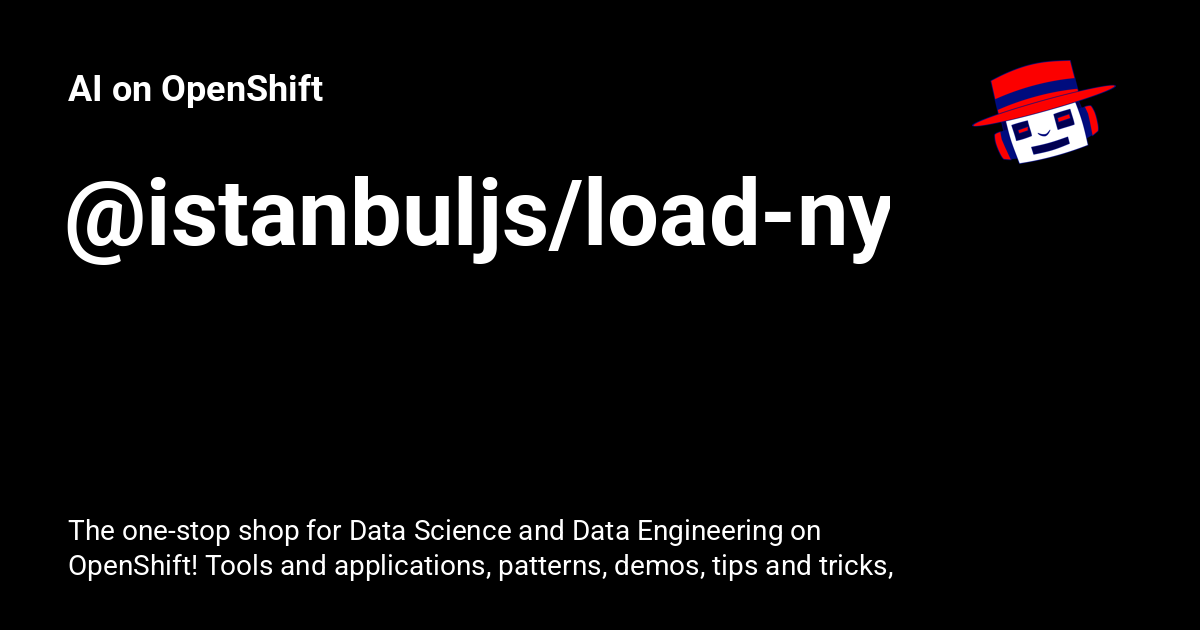 AI on OpenShift
@istanbuljs/load-ny
The one-stop shop for Data Science and Data Engineering on
OpenShift! Tools and applications, patterns, demos, tips and tricks,